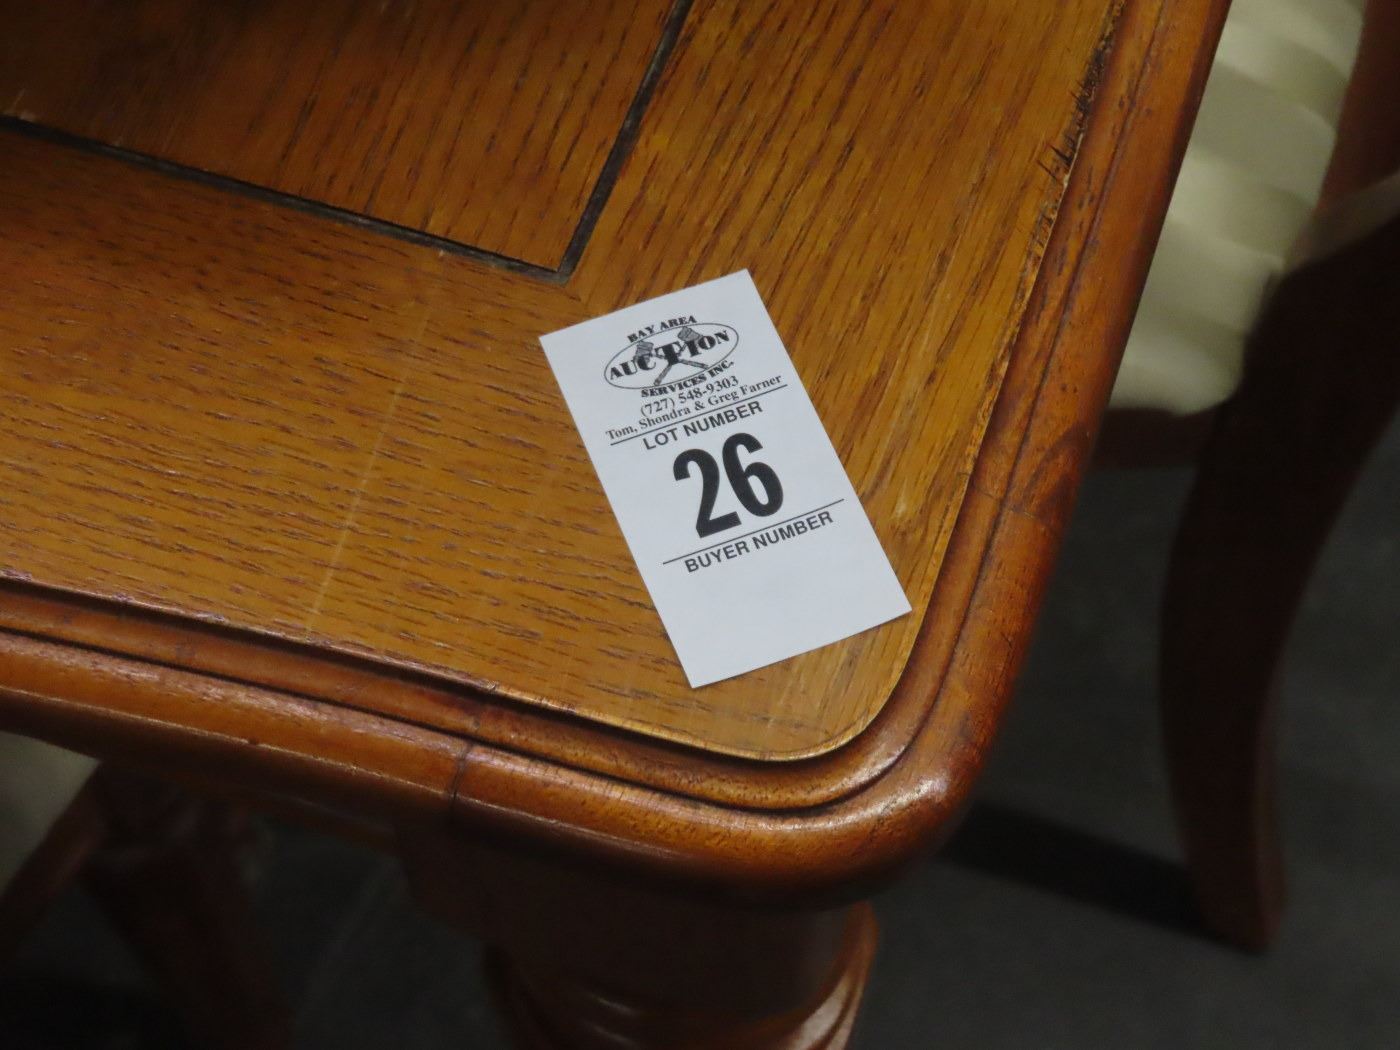 BAY AREA
AUCTION
SERVICES INC.
(727) 548-9303
Tom, Shondra & Greg Farner
LOT NUMBER
26
BUYER NUMBER